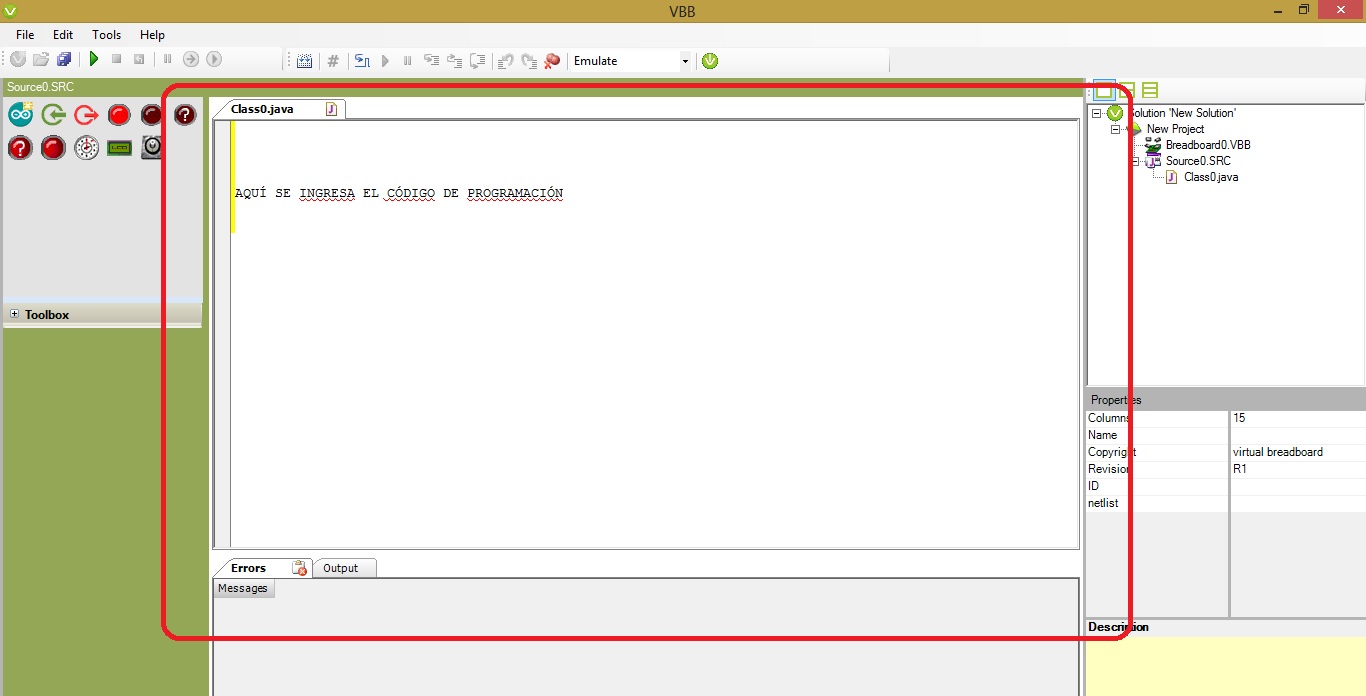 VBB
File Edit Tools Help
Emulate
Source0.SRC
Class0.java
AQUÍ SE INGRESA EL CÓDIGO DE PROGRAMACIÓN
Toolbox
Errors Output
Messages
Solution 'New Solution'
New Project
Breadboard0.VBB
Source0.SRC
Class0.java
Properties
Columns 15
Name
Copyright virtual breadboard
Revision R1
ID
netlist
Description